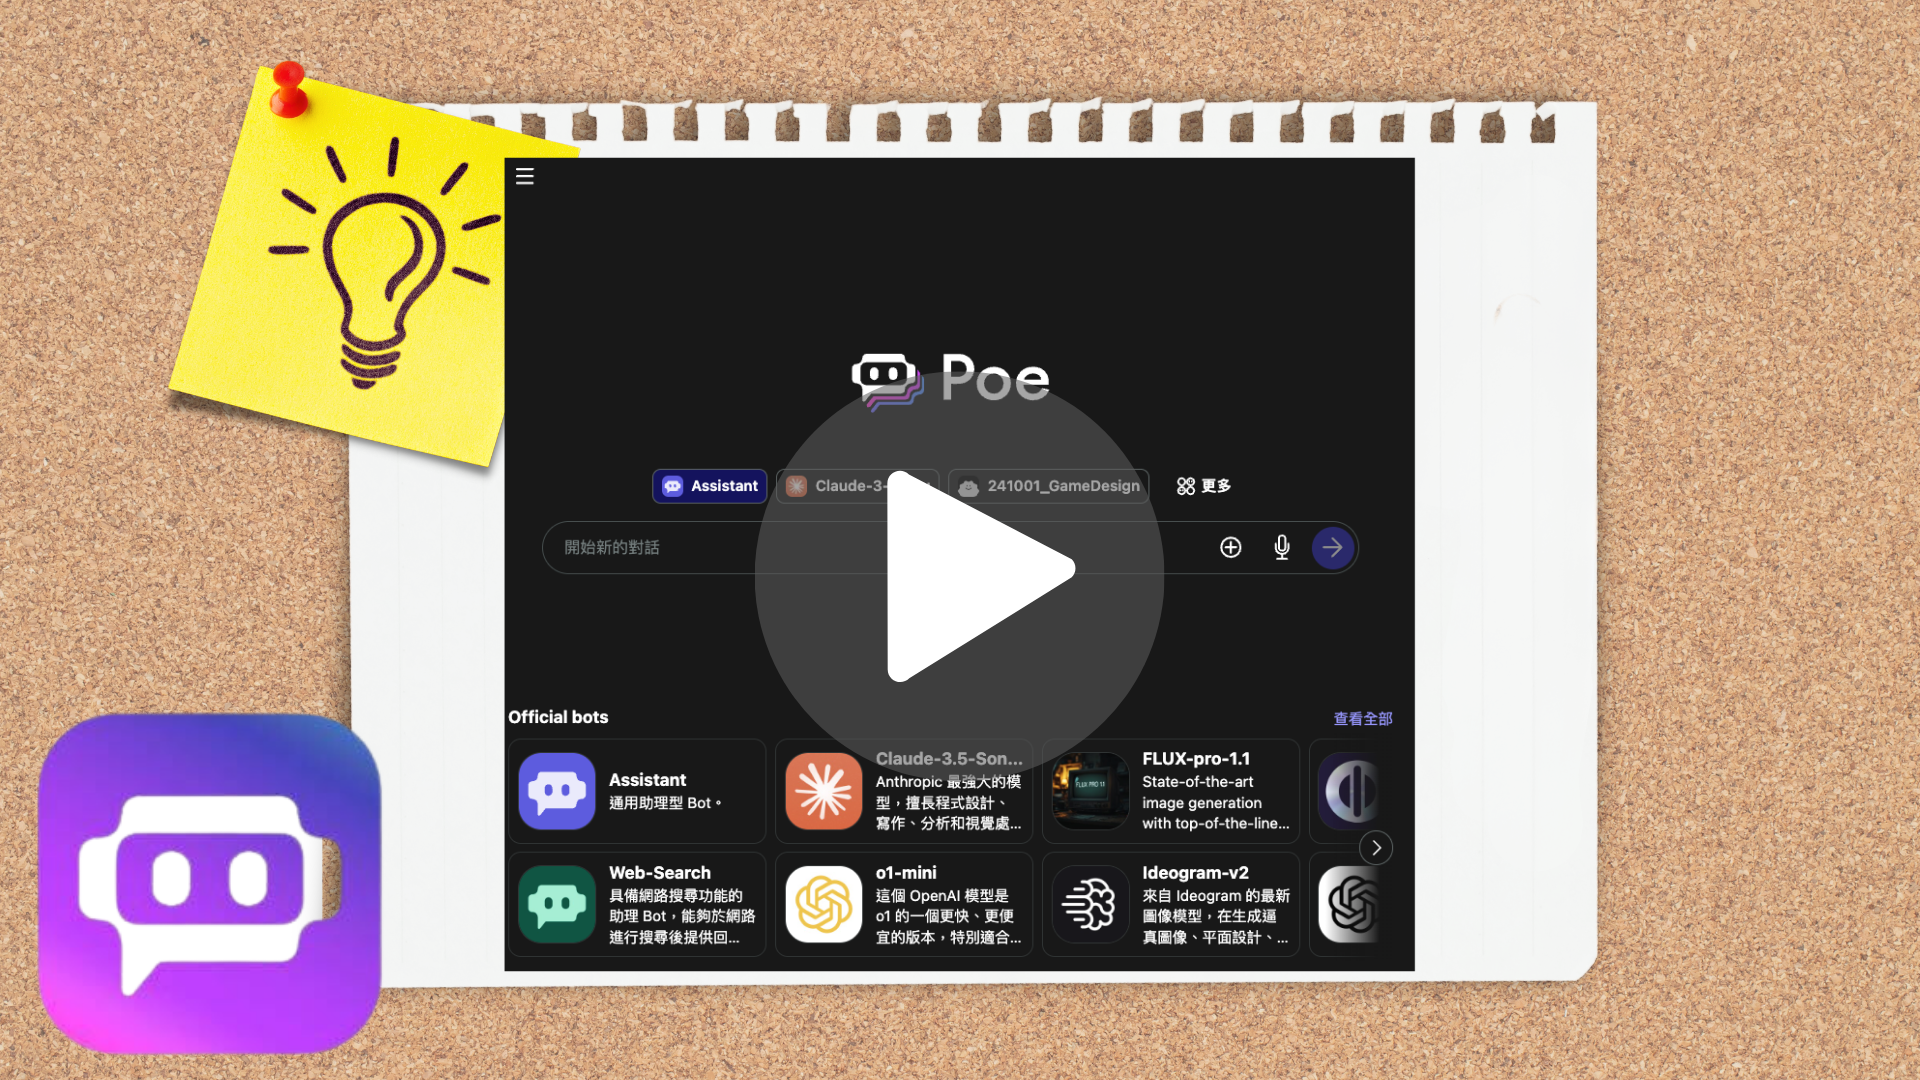 Poe
Assistant
Claude-3-
241001_GameDesign
更多
開始新的對話
Official bots
查看全部
Assistant
通用助理型 Bot。
Claude-3.5-Son...
Anthropic 最強大的模
型，擅長程式設計、
寫作、分析和視覺處...
FLUX PRO 1.1
FLUX-pro-1.1
State-of-the-art
image generation
with top-of-the-line...
Web-Search
具備網路搜尋功能的
助理 Bot，能夠於網路
進行搜尋後提供回...
o1-mini
這個 OpenAI 模型是
o1 的一個更快、更便
宜的版本，特別適合...
Ideogram-v2
來自 Ideogram 的最新
圖像模型，在生成逼
真圖像、平面設計、...